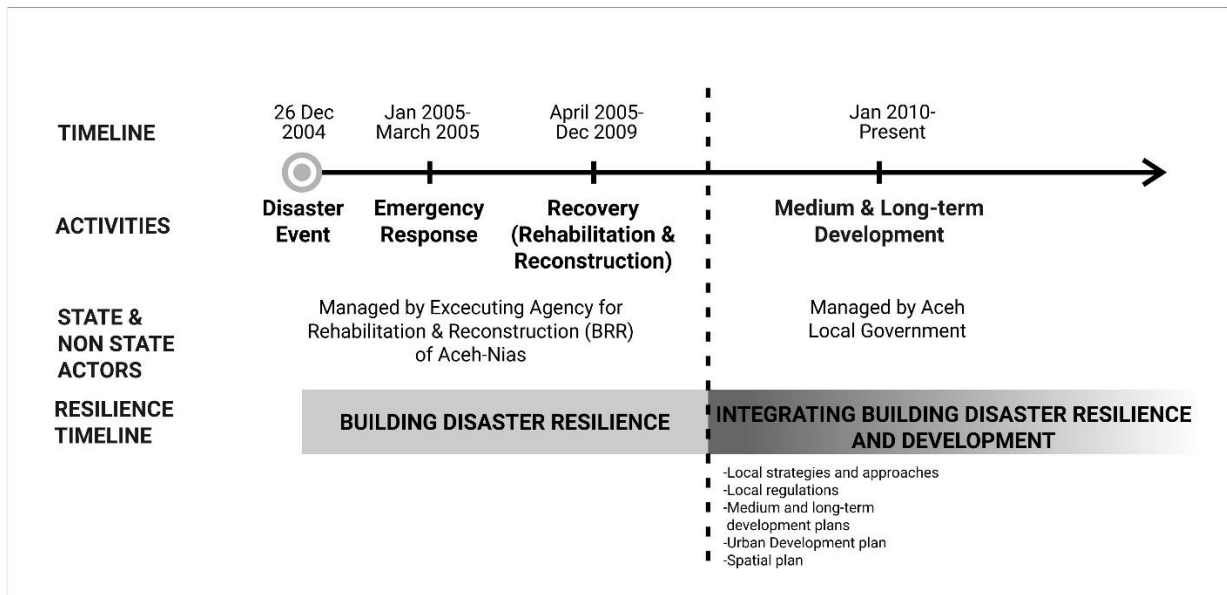 TIMELINE
26 Dec
2004
Jan 2005-
March 2005
April 2005-
Dec 2009
Jan 2010-
Present
ACTIVITIES
Disaster
Event
Emergency
Response
Recovery
(Rehabilitation &
Reconstruction)
Medium & Long-term
Development
STATE &
NON STATE
ACTORS
Managed by Excecuting Agency for
Rehabilitation & Reconstruction (BRR)
of Aceh-Nias
Managed by Aceh
Local Government
RESILIENCE
TIMELINE
BUILDING DISASTER RESILIENCE
INTEGRATING BUILDING DISASTER RESILIENCE
AND DEVELOPMENT
-Local strategies and approaches
-Local regulations
-Medium and long-term
development plans
-Urban Development plan
-Spatial plan